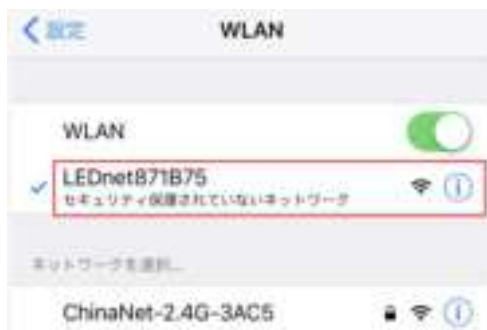 設定
WLAN
WLAN
LEDnet871B75
セキュリティ保護されていないネットワーク
ネットワークを選択...
ChinaNet-2.4G-3AC5